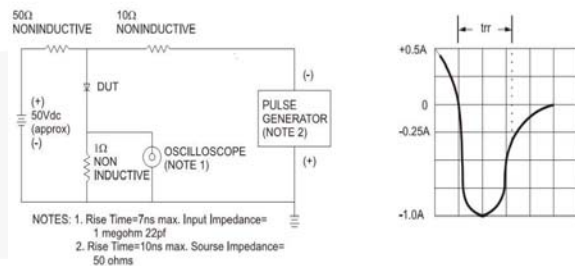 50Ω
NONINDUCTIVE
10Ω
NONINDUCTIVE
DUT
(+)
50Vdc
(approx)
(-)
1Ω
NON
INDUCTIVE
OSCILLOSCOPE
(NOTE 1)
(-)
PULSE
GENERATOR
(NOTE 2)
(+)
NOTES: 1. Rise Time=7ns max. Input Impedance=
1 megohm 22pf
2. Rise Time=10ns max. Sourse Impedance=
50 ohms
trr
+0.5A
0
-0.25A
-1.0A